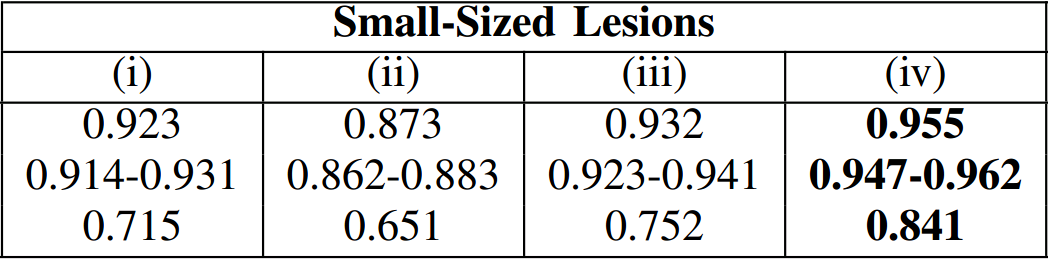 Small-Sized Lesions
(i) (ii) (iii) (iv)
0.923 0.873 0.932 0.955
0.914-0.931 0.862-0.883 0.923-0.941 0.947-0.962
0.715 0.651 0.752 0.841